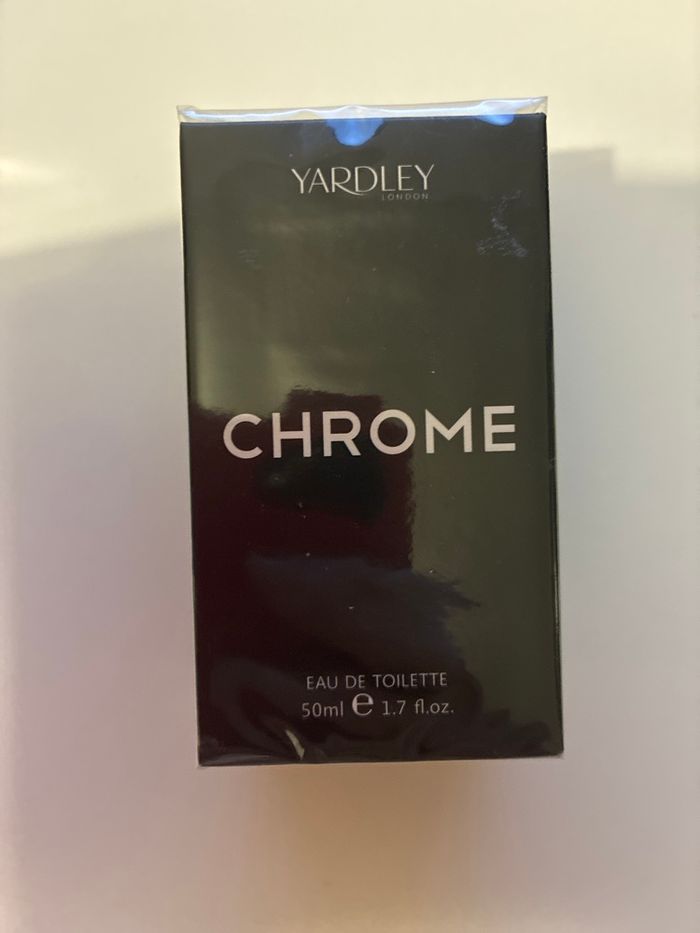 YARDLEY
LONDON
CHROME
EAU DE TOILETTE
50ml ℮ 1.7 fl.oz.